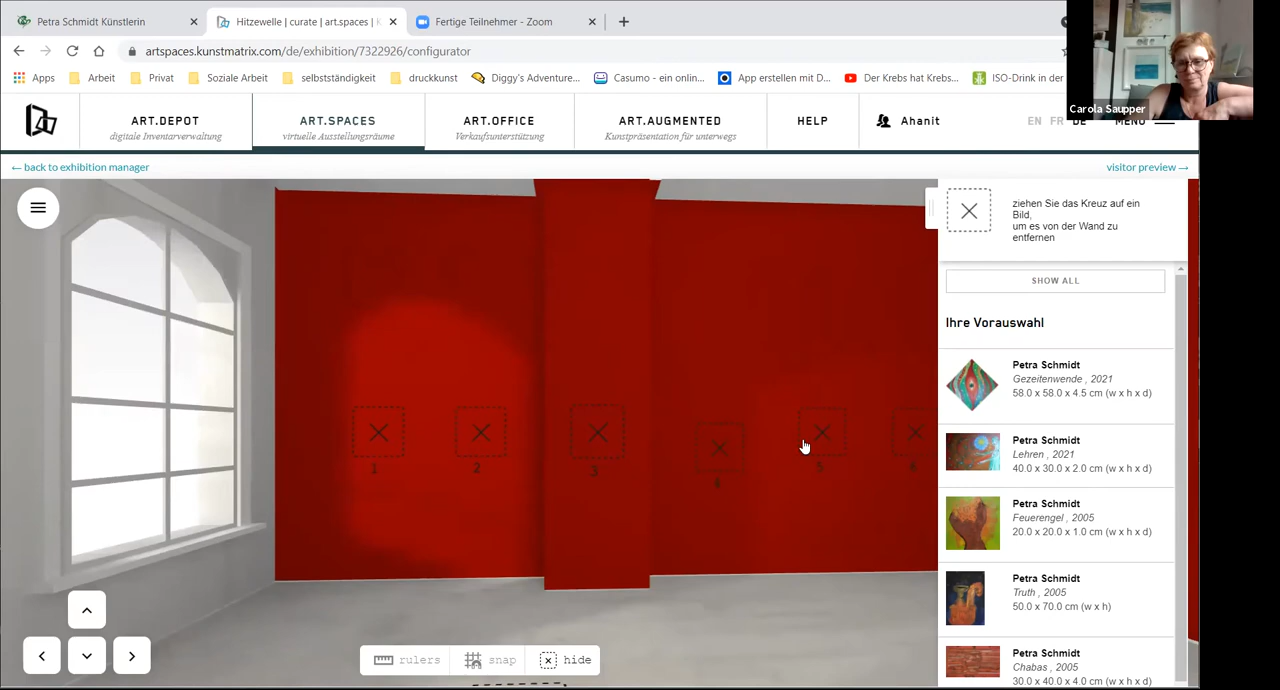 Petra Schmidt Künstlerin
Hitzewelle | curate | art.spaces |
Fertige Teilnehmer - Zoom
artspaces.kunstmatrix.com/de/exhibition/7322926/configurator
Apps
Arbeit
Privat
Soziale Arbeit
selbstständigkeit
druckkunst
Diggy's Adventure...
Casumo - ein onlin...
App erstellen mit D...
Der Krebs hat Krebs...
ISO-Drink in der
Carola Saupper
ART.DEPOT
digitale Inventarverwaltung
ART.SPACES
virtuelle Ausstellungsräume
ART.OFFICE
Verkaufsunterstützung
ART.AUGMENTED
Kunstpräsentation für unterwegs
HELP
Ahanit
EN FR DE
MENU
← back to exhibition manager
visitor preview →
ziehen Sie das Kreuz auf ein
Bild,
um es von der Wand zu
entfernen
SHOW ALL
Ihre Vorauswahl
Petra Schmidt
Gezeitenwende , 2021
58.0 x 58.0 x 4.5 cm (w x h x d)
Petra Schmidt
Lehren , 2021
40.0 x 30.0 x 2.0 cm (w x h x d)
Petra Schmidt
Feuerengel , 2005
20.0 x 20.0 x 1.0 cm (w x h x d)
Petra Schmidt
Truth , 2005
50.0 x 70.0 cm (w x h)
Petra Schmidt
Chabas , 2005
30.0 x 40.0 x 4.0 cm (w x h x d)
1
2
3
4
5
6
rulers
snap
hide